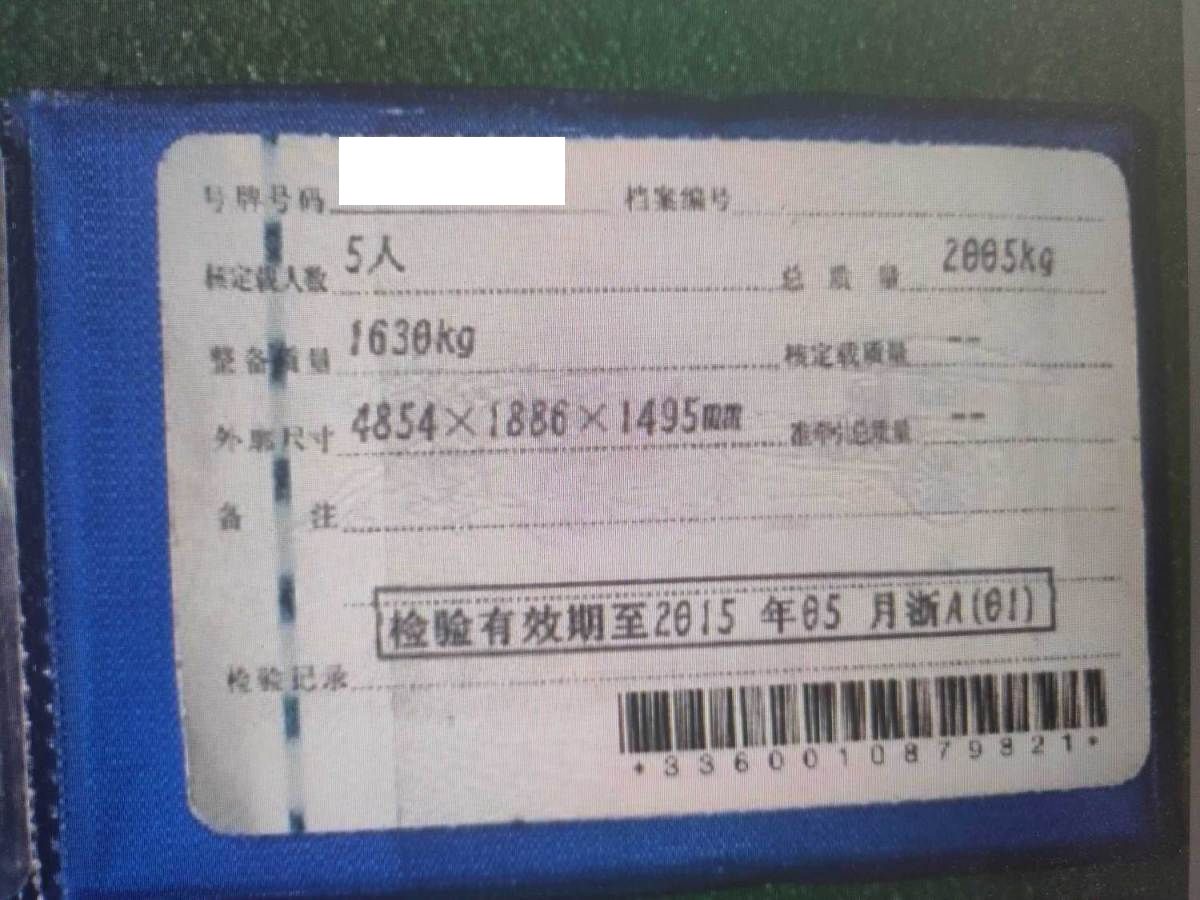 号牌号码 档案编号
核定载人数 5人 总质量 2005kg
整备质量 1630kg 核定载质量 --
外廓尺寸 4854×1886×1495mm 准牵引总质量 --
备注
检验有效期至2015 年05 月浙A(01)
检验记录
*3360010879821*